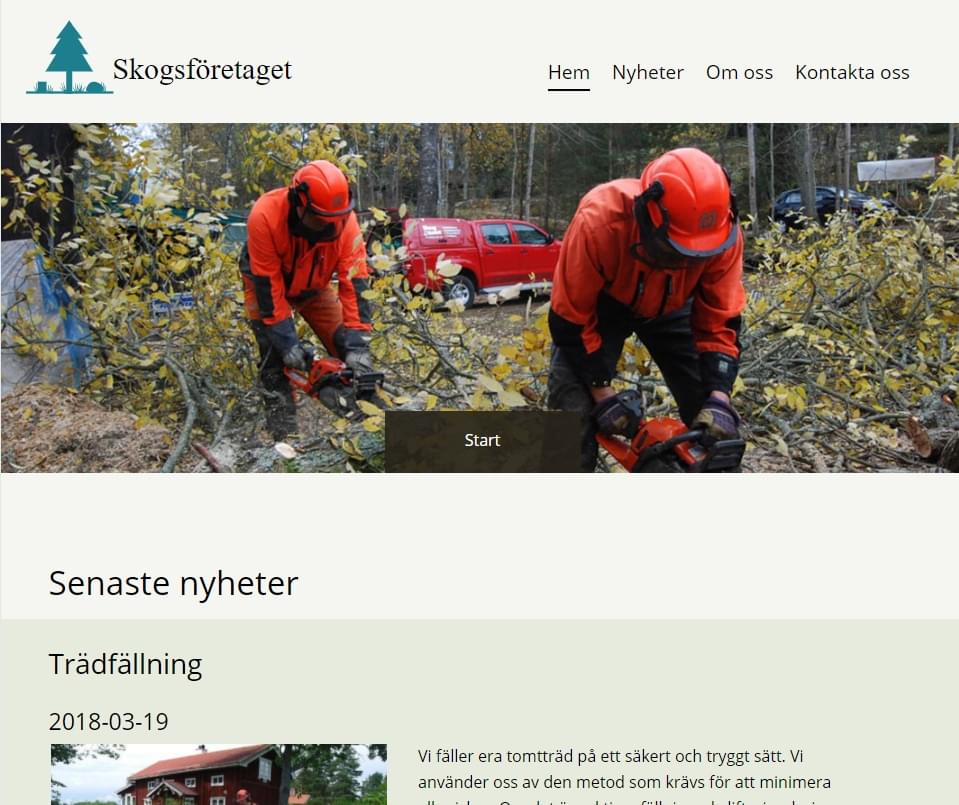 Skogsföretaget
Hem Nyheter Om oss Kontakta oss
Start
Senaste nyheter
Trädfällning
2018-03-19
Vi fäller era tomtträd på ett säkert och tryggt sätt. Vi
använder oss av den metod som krävs för att minimera